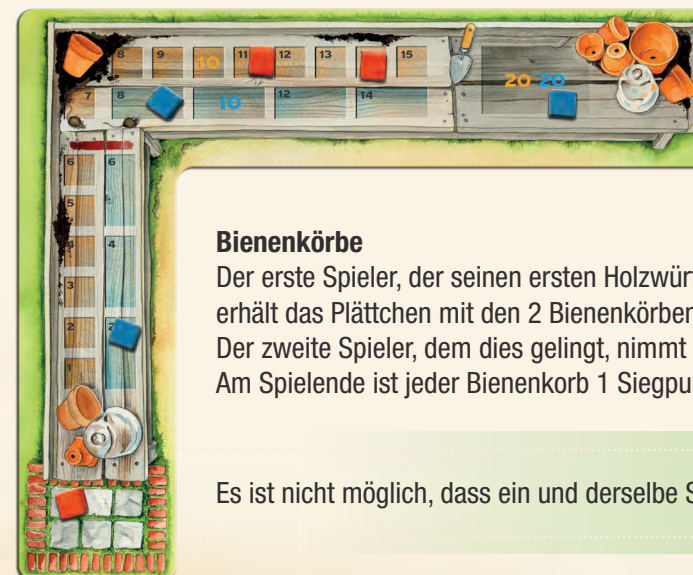 8 9 10 11 12 13 15
7 8 10 12 14
20 20
6 6
5
4 4
3
2 2
1
Bienenkörbe
Der erste Spieler, der seinen ersten Holzwür
erhält das Plättchen mit den 2 Bienenkörben
Der zweite Spieler, dem dies gelingt, nimmt
Am Spielende ist jeder Bienenkorb 1 Siegpu
Es ist nicht möglich, dass ein und derselbe S